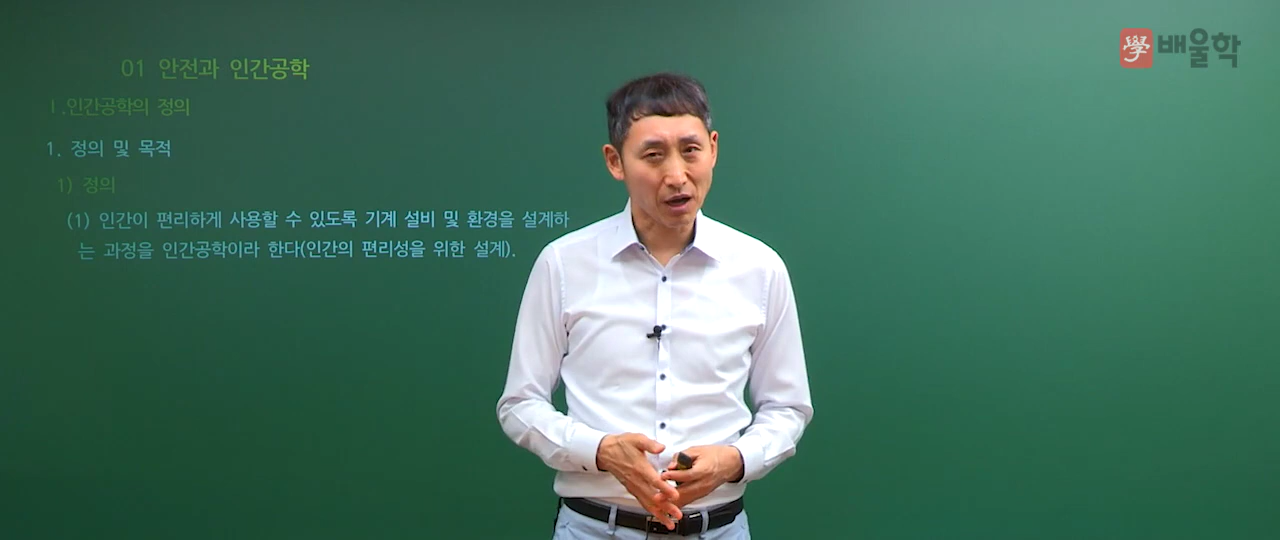 學 배울학
01 안전과 인간공학
Ⅰ.인간공학의 정의
1. 정의 및 목적
1) 정의
(1) 인간이 편리하게 사용할 수 있도록 기계 설비 및 환경을 설계하
는 과정을 인간공학이라 한다(인간의 편리성을 위한 설계).